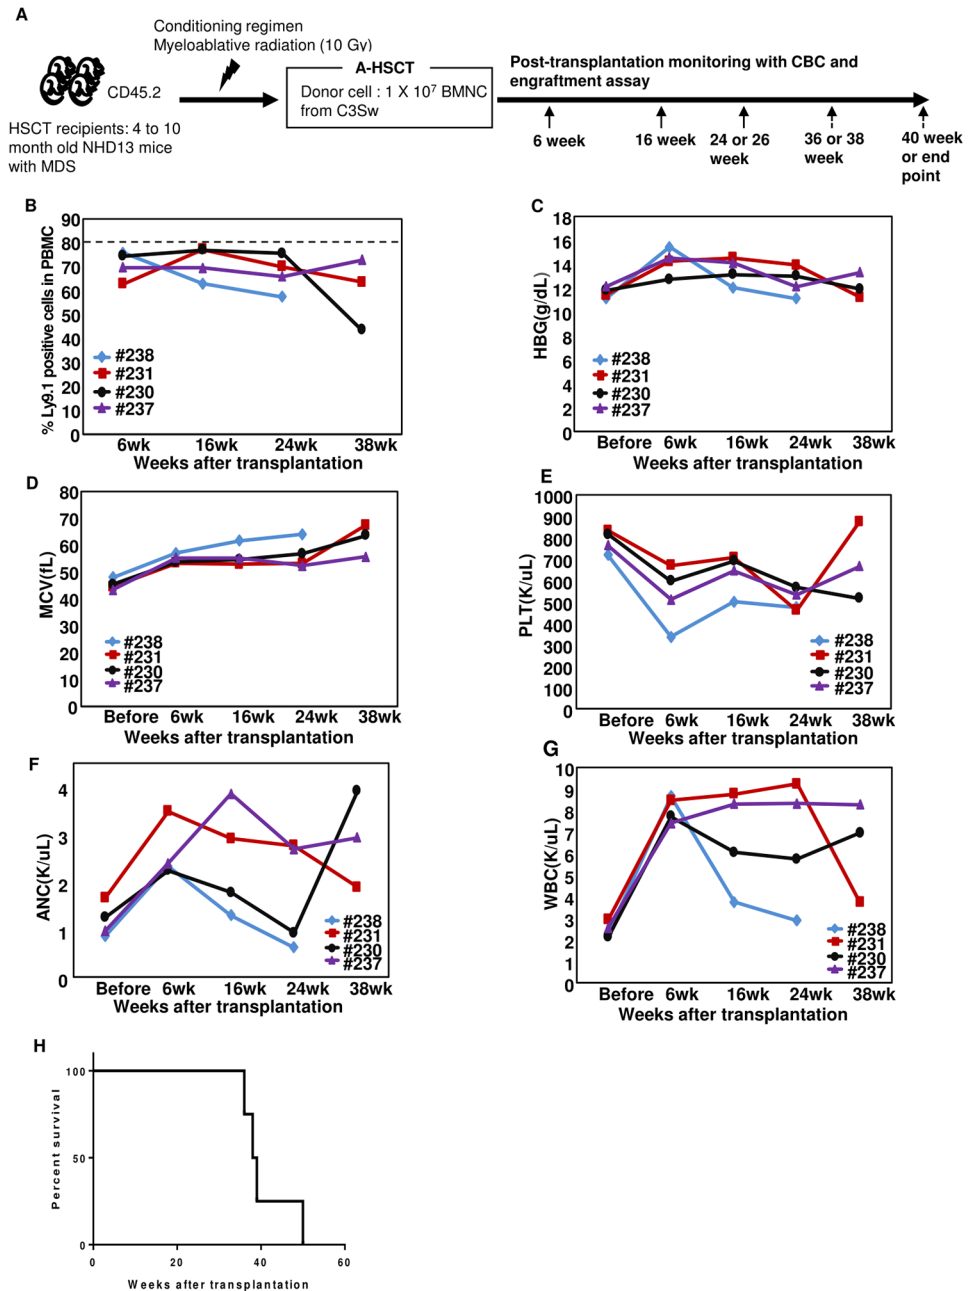 A
Conditioning regimen
Myeloablative radiation (10 Gy)
CD45.2
HSCT recipients: 4 to 10
month old NHD13 mice
with MDS
A-HSCT
Donor cell : 1 X 10⁷ BMNC
from C3Sw
Post-transplantation monitoring with CBC and
engraftment assay
6 week
16 week
24 or 26
week
36 or 38
week
40 week
or end
point
B
% Ly9.1 positive cells in PBMC
90
80
70
60
50
40
30
20
10
0
#238
#231
#230
#237
6wk 16wk 24wk 38wk
Weeks after transplantation
C
HBG(g/dL)
18
16
14
12
10
8
6
4
2
0
#238
#231
#230
#237
Before 6wk 16wk 24wk 38wk
Weeks after transplantation
D
MCV(fL)
80
70
60
50
40
30
20
10
0
#238
#231
#230
#237
Before 6wk 16wk 24wk 38wk
Weeks after transplantation
E
PLT(K/uL)
1000
900
800
700
600
500
400
300
200
100
0
#238
#231
#230
#237
Before 6wk 16wk 24wk 38wk
Weeks after transplantation
F
ANC(K/uL)
4
3
2
1
0
#238
#231
#230
#237
Before 6wk 16wk 24wk 38wk
Weeks after transplantation
G
WBC(K/uL)
10
9
8
7
6
5
4
3
2
1
0
#238
#231
#230
#237
Before 6wk 16wk 24wk 38wk
Weeks after transplantation
H
Percent survival
100
50
0
0 20 40 60
Weeks after transplantation